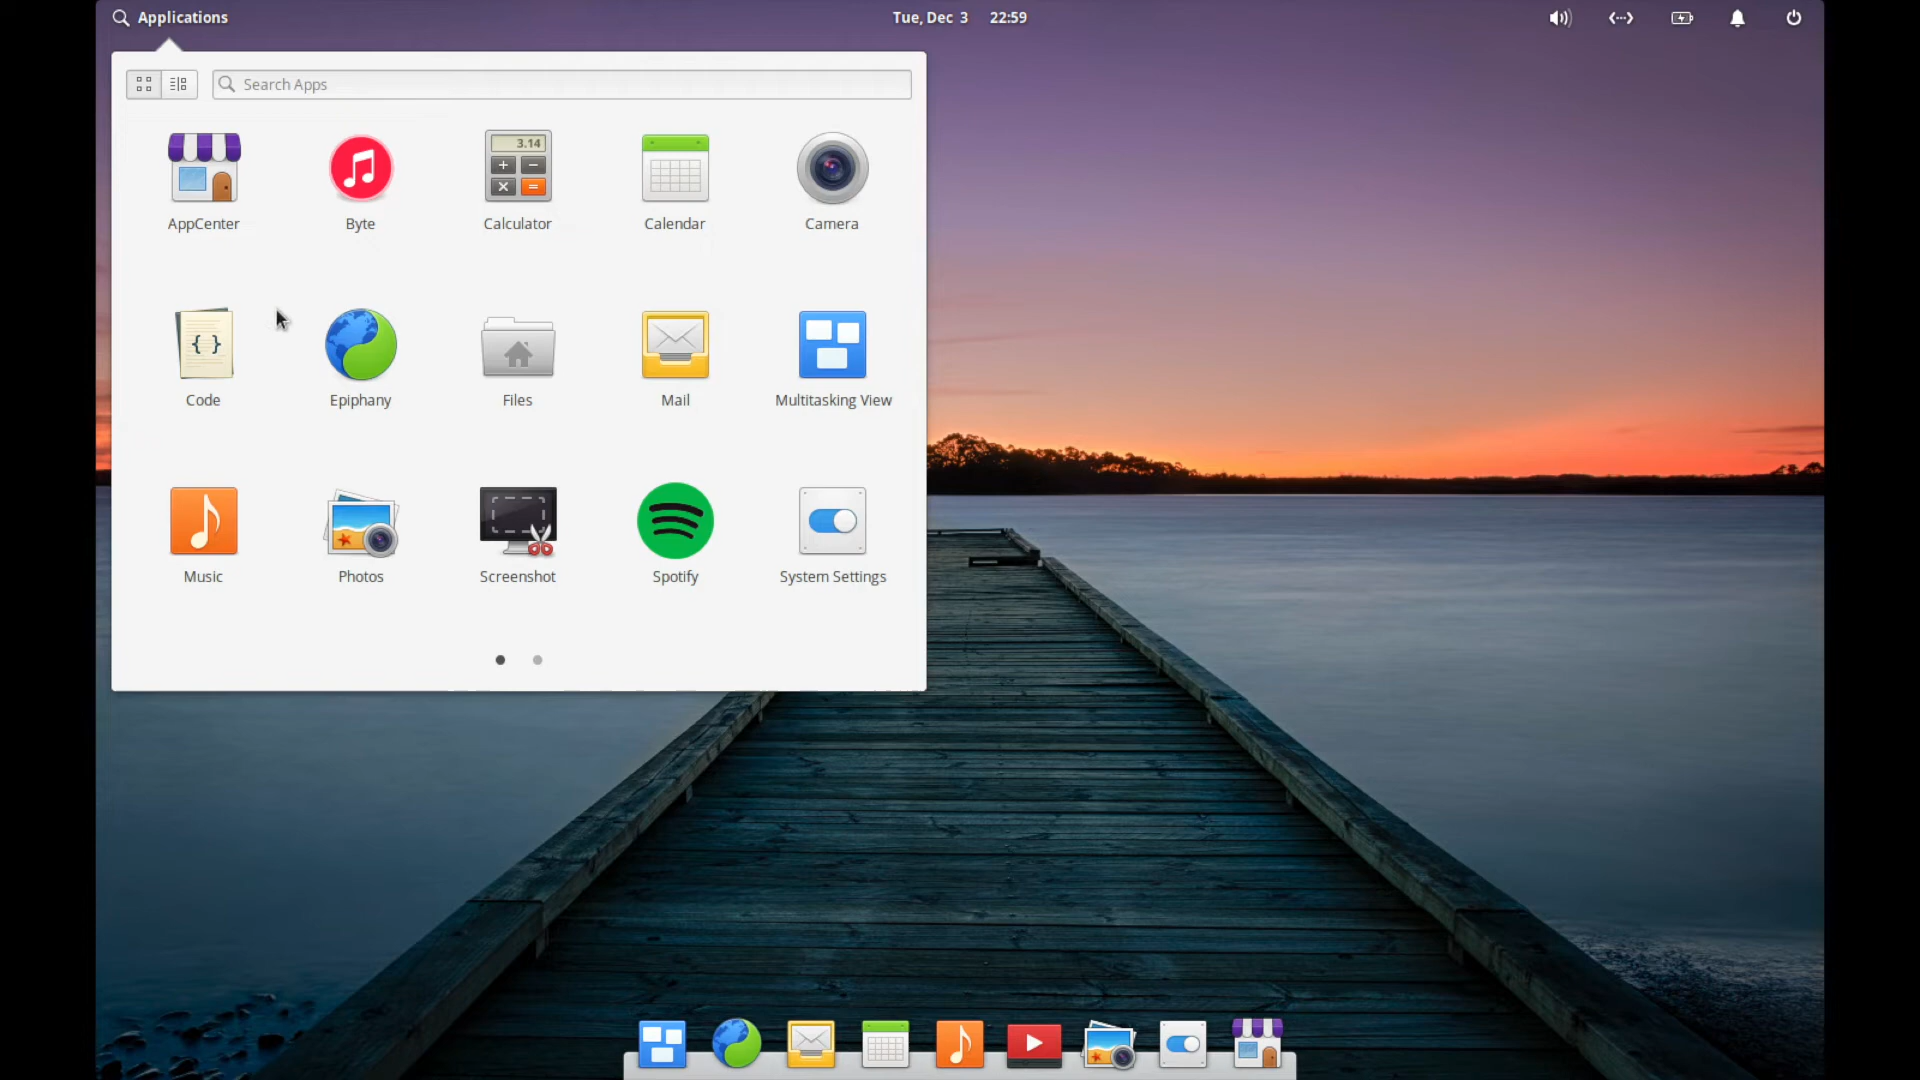 Applications
Tue, Dec 3 22:59
Search Apps
3.14
AppCenter Byte Calculator Calendar Camera
{ }
Code Epiphany Files Mail Multitasking View
Music Photos Screenshot Spotify System Settings